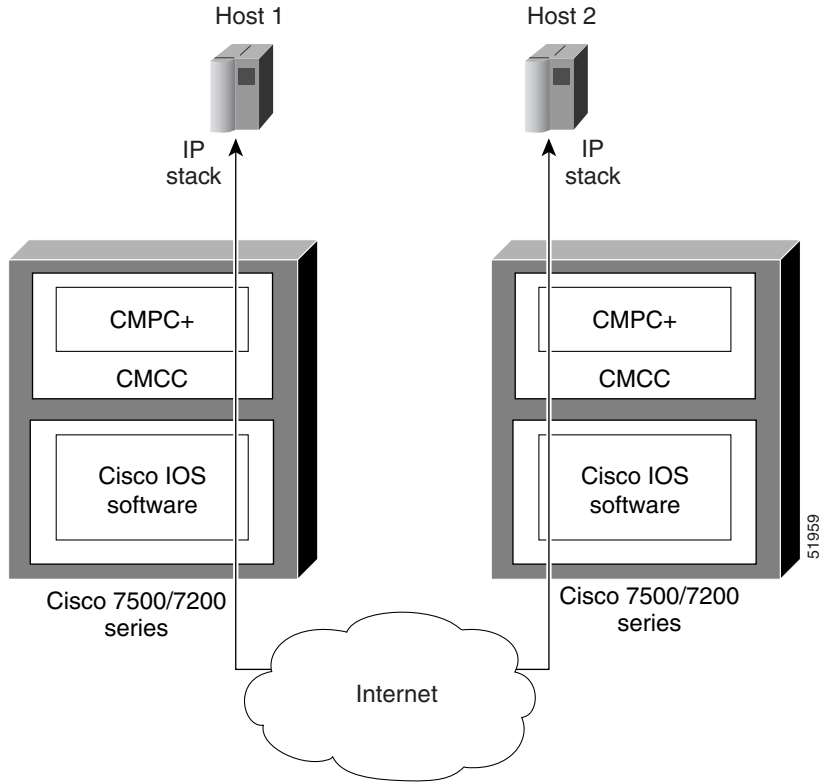 Host 1
Host 2
IP
stack
IP
stack
CMPC+
CMCC
CMPC+
CMCC
Cisco IOS
software
Cisco IOS
software
51959
Cisco 7500/7200
series
Cisco 7500/7200
series
Internet